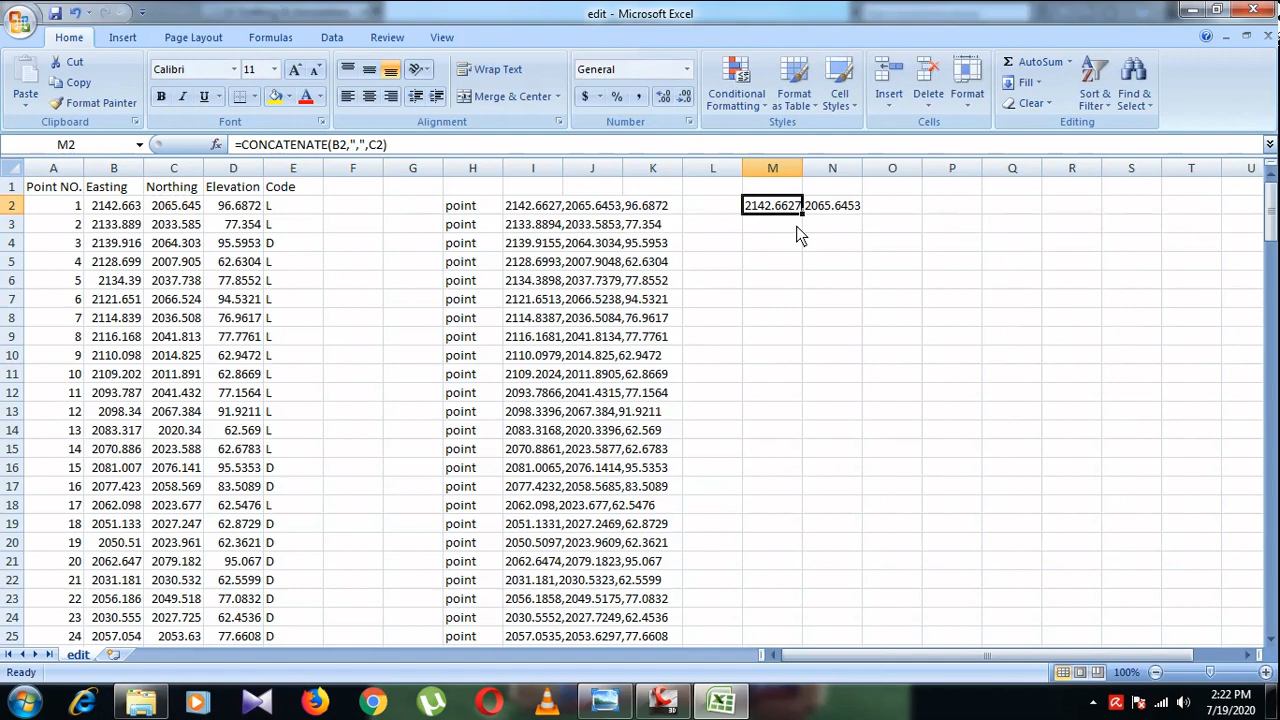 edit - Microsoft Excel
Home Insert Page Layout Formulas Data Review View
Paste
Cut
Copy
Format Painter
Clipboard
Calibri 11
B I U
Font
Wrap Text
Merge & Center
Alignment
General
$ % ,
Number
Conditional Formatting
Format as Table
Cell Styles
Styles
Insert Delete Format
Cells
Σ AutoSum
Fill
Clear
Sort & Filter
Find & Select
Editing
M2 fx =CONCATENATE(B2,",",C2)
A B C D E F G H I J K L M N O P Q R S T U
1 Point NO. Easting Northing Elevation Code
2 1 2142.663 2065.645 96.6872 L point 2142.6627,2065.6453,96.6872 2142.6627,2065.6453
3 2 2133.889 2033.585 77.354 L point 2133.8894,2033.5853,77.354
4 3 2139.916 2064.303 95.5953 D point 2139.9155,2064.3034,95.5953
5 4 2128.699 2007.905 62.6304 L point 2128.6993,2007.9048,62.6304
6 5 2134.39 2037.738 77.8552 L point 2134.3898,2037.7379,77.8552
7 6 2121.651 2066.524 94.5321 L point 2121.6513,2066.5238,94.5321
8 7 2114.839 2036.508 76.9617 L point 2114.8387,2036.5084,76.9617
9 8 2116.168 2041.813 77.7761 L point 2116.1681,2041.8134,77.7761
10 9 2110.098 2014.825 62.9472 L point 2110.0979,2014.825,62.9472
11 10 2109.202 2011.891 62.8669 L point 2109.2024,2011.8905,62.8669
12 11 2093.787 2041.432 77.1564 L point 2093.7866,2041.4315,77.1564
13 12 2098.34 2067.384 91.9211 L point 2098.3396,2067.384,91.9211
14 13 2083.317 2020.34 62.569 L point 2083.3168,2020.3396,62.569
15 14 2070.886 2023.588 62.6783 L point 2070.8861,2023.5877,62.6783
16 15 2081.007 2076.141 95.5353 D point 2081.0065,2076.1414,95.5353
17 16 2077.423 2058.569 83.5089 D point 2077.4232,2058.5685,83.5089
18 17 2062.098 2023.677 62.5476 L point 2062.098,2023.677,62.5476
19 18 2051.133 2027.247 62.8729 D point 2051.1331,2027.2469,62.8729
20 19 2050.51 2023.961 62.3621 D point 2050.5097,2023.9609,62.3621
21 20 2062.647 2079.182 95.067 D point 2062.6474,2079.1823,95.067
22 21 2031.181 2030.532 62.5599 D point 2031.181,2030.5323,62.5599
23 22 2056.186 2049.518 77.0832 D point 2056.1858,2049.5175,77.0832
24 23 2030.555 2027.725 62.4536 D point 2030.5552,2027.7249,62.4536
25 24 2057.054 2053.63 77.6608 D point 2057.0535,2053.6297,77.6608
edit
Ready 100%
2:22 PM
7/19/2020